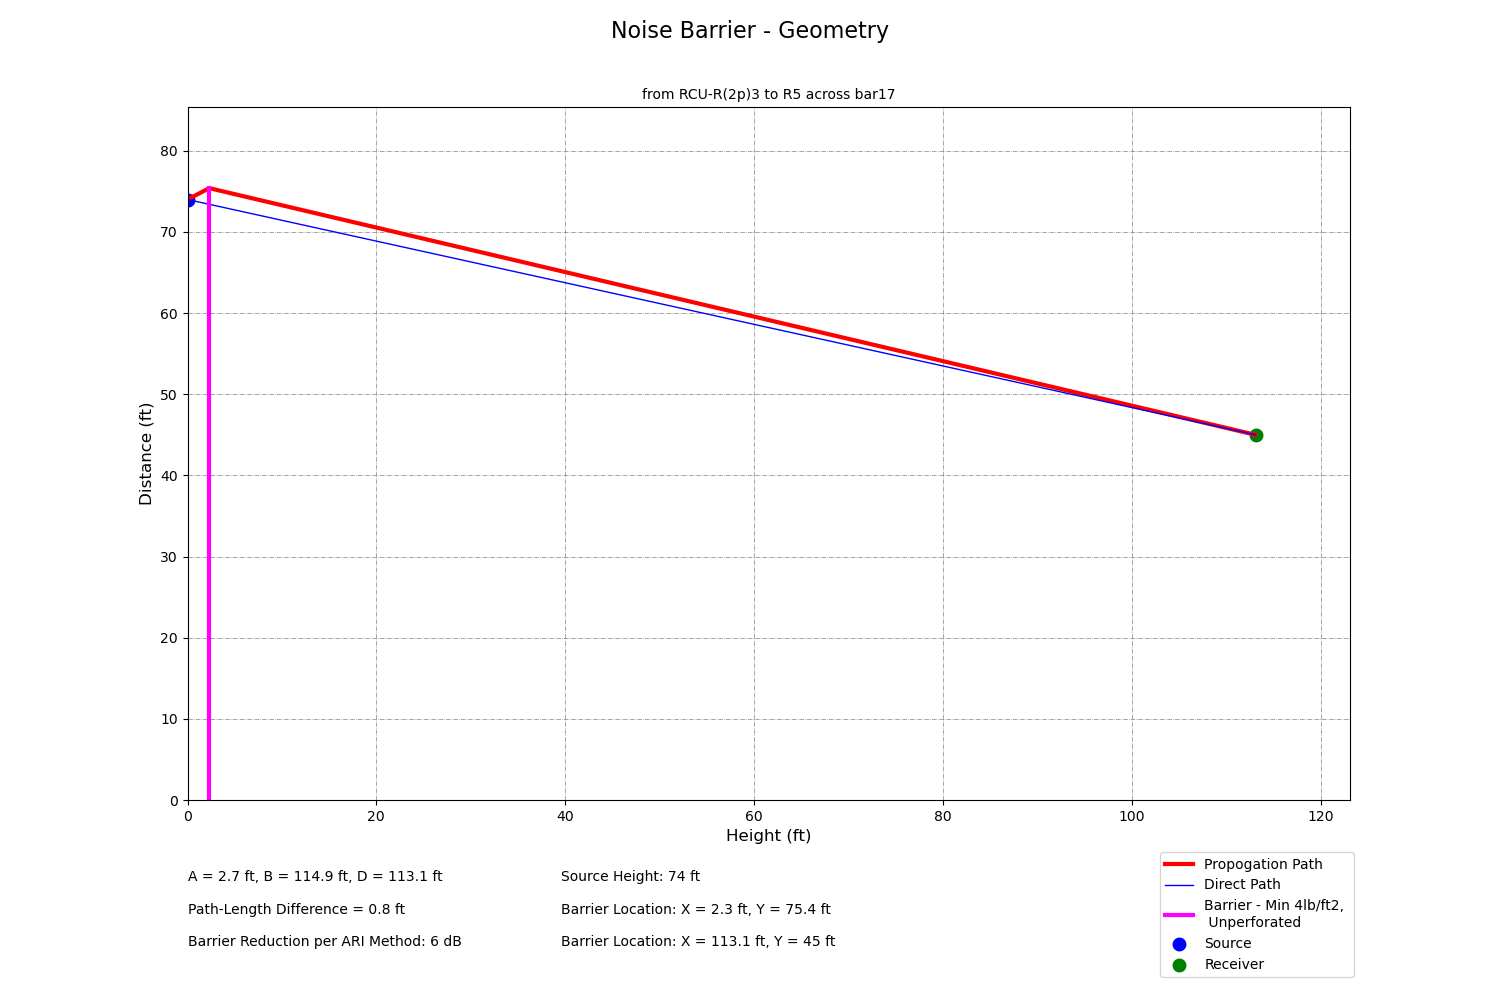 Noise Barrier - Geometry
from RCU-R(2p)3 to R5 across bar17
80
70
60
50
40
30
20
10
0
Distance (ft)
0 20 40 60 80 100 120
Height (ft)
A = 2.7 ft, B = 114.9 ft, D = 113.1 ft
Path-Length Difference = 0.8 ft
Barrier Reduction per ARI Method: 6 dB
Source Height: 74 ft
Barrier Location: X = 2.3 ft, Y = 75.4 ft
Barrier Location: X = 113.1 ft, Y = 45 ft
Propogation Path
Direct Path
Barrier - Min 4lb/ft2,
Unperforated
Source
Receiver